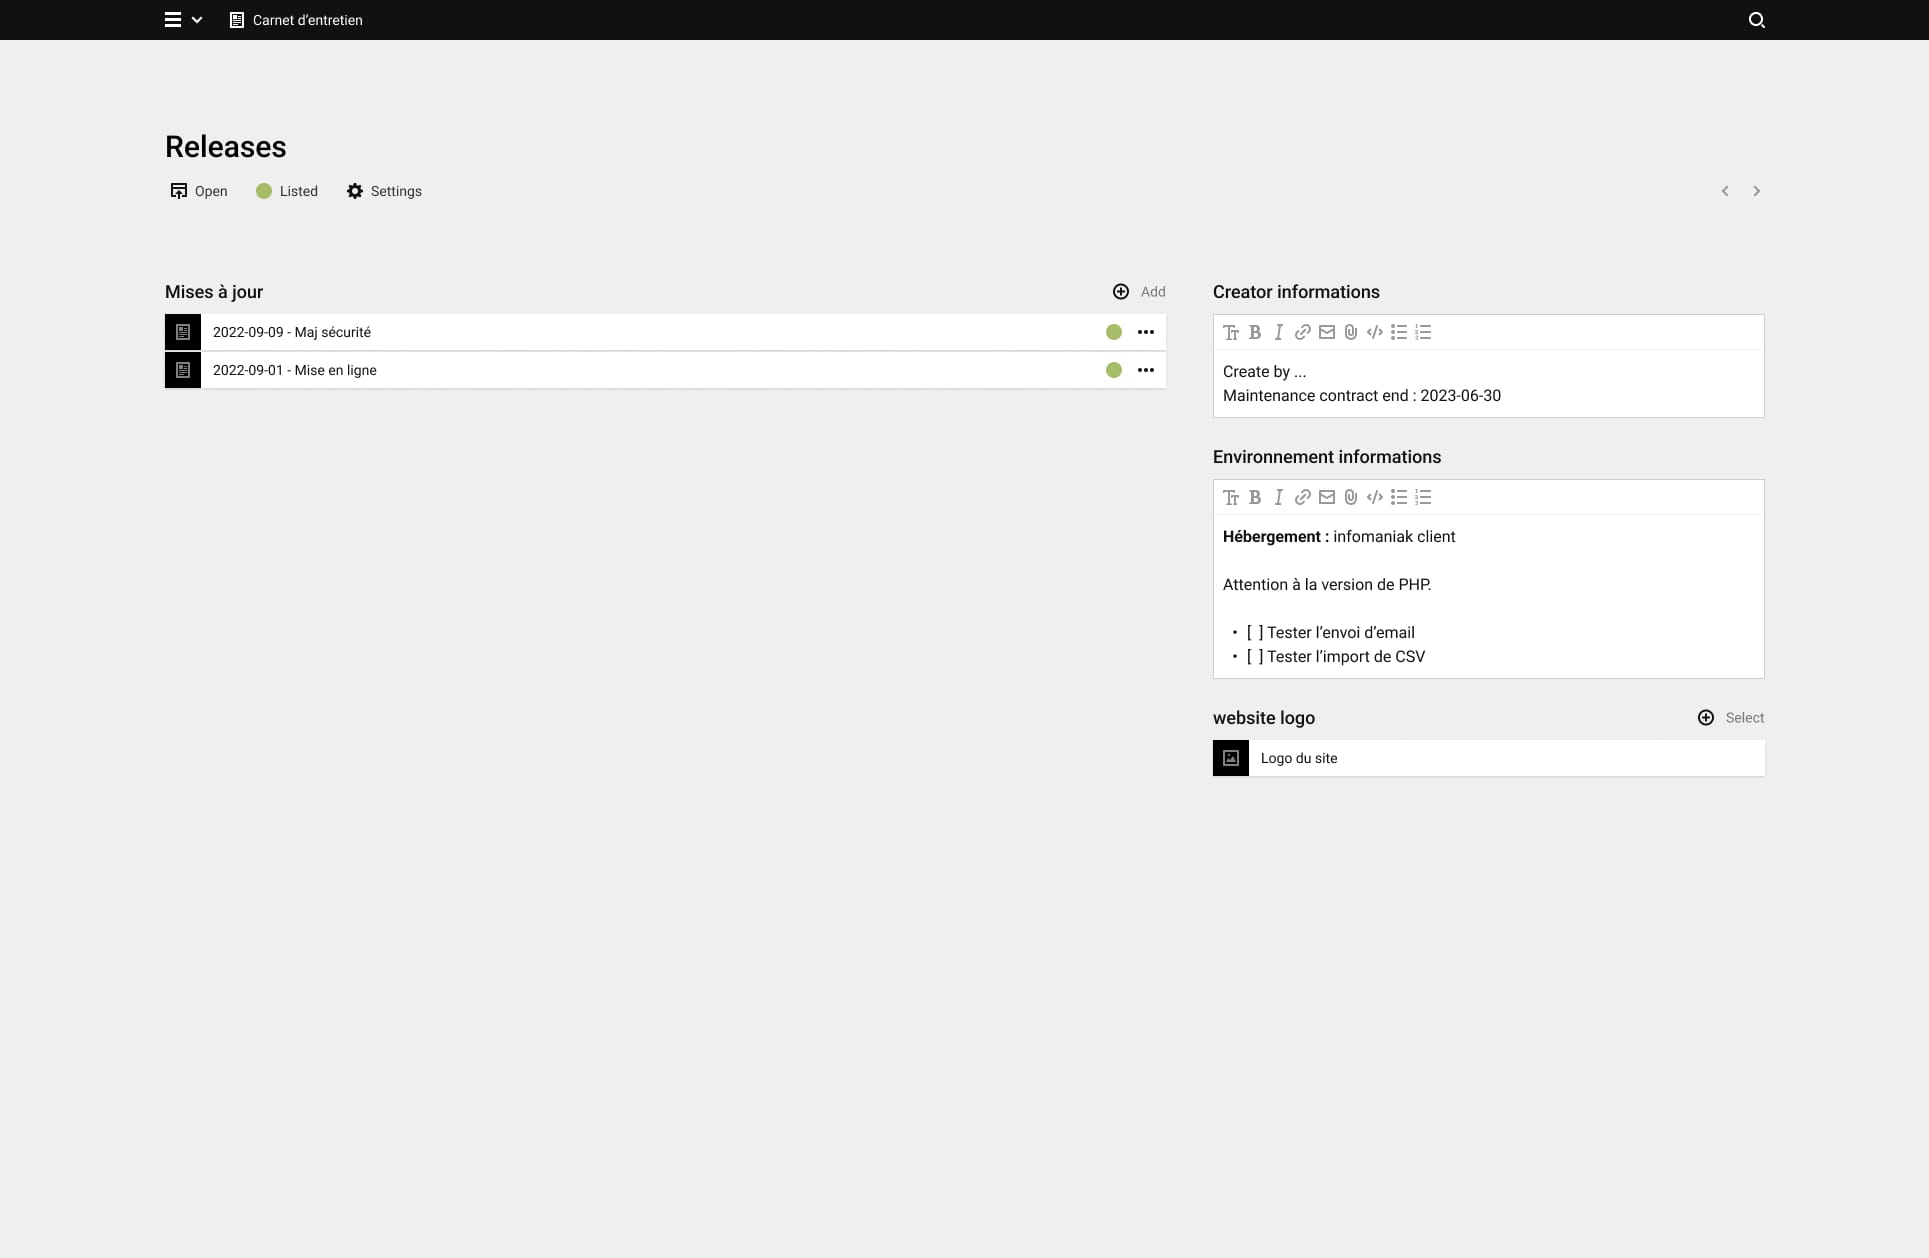 Carnet d’entretien
Releases
Open
Listed
Settings
Mises à jour
Add
2022-09-09 - Maj sécurité
2022-09-01 - Mise en ligne
Creator informations
Create by ...
Maintenance contract end : 2023-06-30
Environnement informations
Hébergement : infomaniak client
Attention à la version de PHP.
• [ ] Tester l’envoi d’email
• [ ] Tester l’import de CSV
website logo
Select
Logo du site